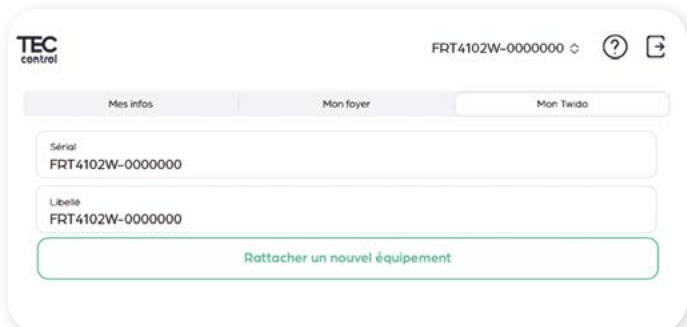 TEC
control
FRT4102W-0000000
Mes infos
Mon foyer
Mon Twido
Sérial
FRT4102W-0000000
Libellé
FRT4102W-0000000
Rattacher un nouvel équipement